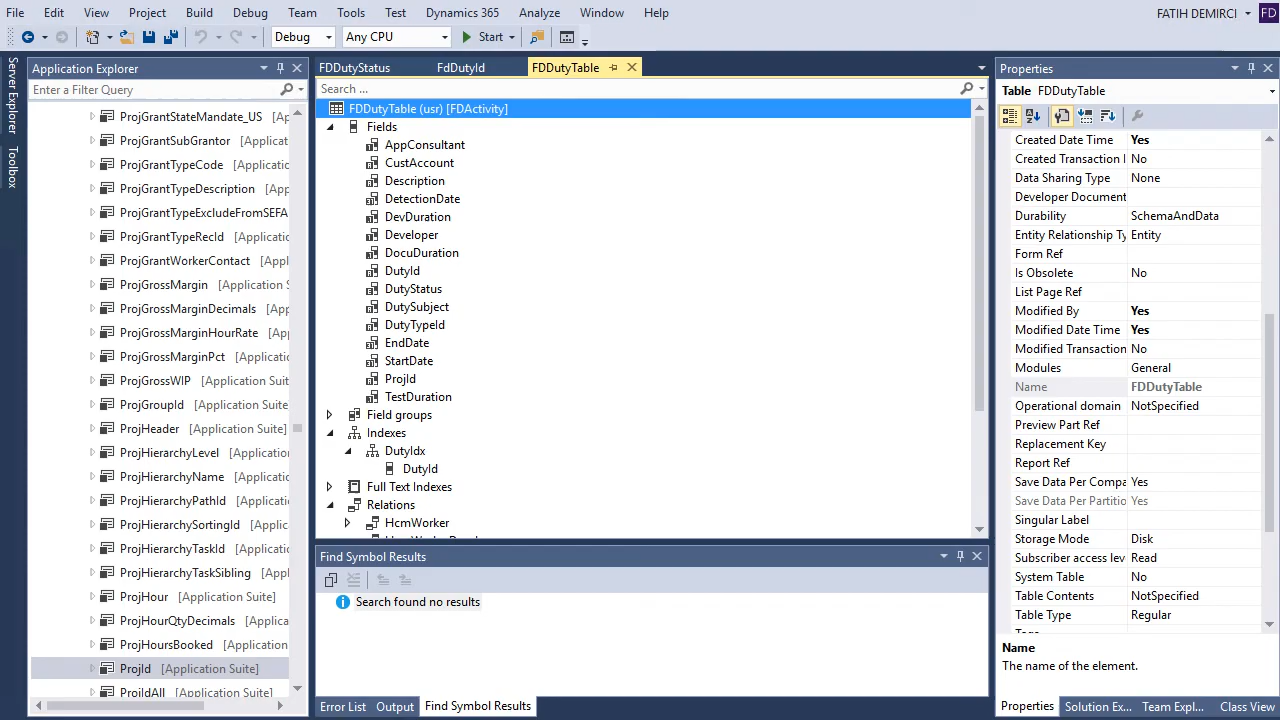 File Edit View Project Build Debug Team Tools Test Dynamics 365 Analyze Window Help FATIH DEMIRCI FD
Debug Any CPU Start
Server Explorer
Toolbox
Application Explorer
Enter a Filter Query
ProjGrantStateMandate_US [Ap
ProjGrantSubGrantor [Applicat
ProjGrantTypeCode [Applicatic
ProjGrantTypeDescription [App
ProjGrantTypeExcludeFromSEFA
ProjGrantTypeRecId [Applicati
ProjGrantWorkerContact [Appl
ProjGrossMargin [Application S
ProjGrossMarginDecimals [App
ProjGrossMarginHourRate [Ap
ProjGrossMarginPct [Applicatio
ProjGrossWIP [Application Suit
ProjGroupId [Application Suite
ProjHeader [Application Suite]
ProjHierarchyLevel [Applicatio
ProjHierarchyName [Applicatio
ProjHierarchyPathId [Applicati
ProjHierarchySortingId [Applic
ProjHierarchyTaskId [Applicati
ProjHierarchyTaskSibling [App
ProjHour [Application Suite]
ProjHourQtyDecimals [Applica
ProjHoursBooked [Application
ProjId [Application Suite]
ProjIdAll [Application Suite]
FDDutyStatus FdDutyId FDDutyTable
Search ...
FDDutyTable (usr) [FDActivity]
Fields
AppConsultant
CustAccount
Description
DetectionDate
DevDuration
Developer
DocuDuration
DutyId
DutyStatus
DutySubject
DutyTypeId
EndDate
StartDate
ProjId
TestDuration
Field groups
Indexes
DutyIdx
DutyId
Full Text Indexes
Relations
HcmWorker
Find Symbol Results
Search found no results
Error List Output Find Symbol Results
Properties
Table FDDutyTable
Created Date Time Yes
Created Transaction I No
Data Sharing Type None
Developer Document
Durability SchemaAndData
Entity Relationship Ty Entity
Form Ref
Is Obsolete No
List Page Ref
Modified By Yes
Modified Date Time Yes
Modified Transaction No
Modules General
Name FDDutyTable
Operational domain NotSpecified
Preview Part Ref
Replacement Key
Report Ref
Save Data Per Compa Yes
Save Data Per Partitio Yes
Singular Label
Storage Mode Disk
Subscriber access lev Read
System Table No
Table Contents NotSpecified
Table Type Regular
Name
The name of the element.
Properties Solution Ex... Team Expl... Class View